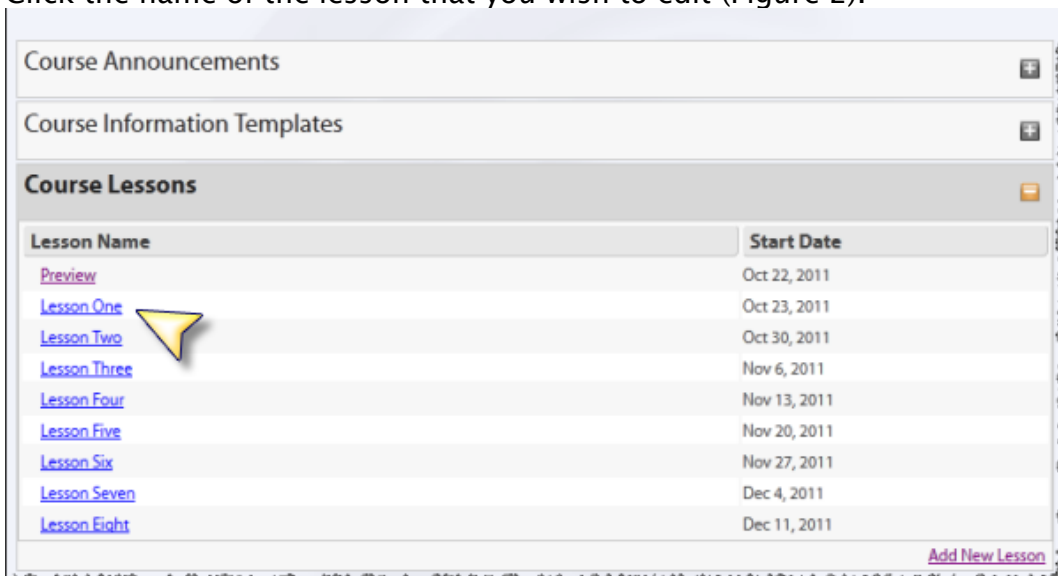 Click the name of the lesson that you wish to edit (Figure 2).
Course Announcements
Course Information Templates
Course Lessons
Lesson Name Start Date
Preview Oct 22, 2011
Lesson One Oct 23, 2011
Lesson Two Oct 30, 2011
Lesson Three Nov 6, 2011
Lesson Four Nov 13, 2011
Lesson Five Nov 20, 2011
Lesson Six Nov 27, 2011
Lesson Seven Dec 4, 2011
Lesson Eight Dec 11, 2011
Add New Lesson